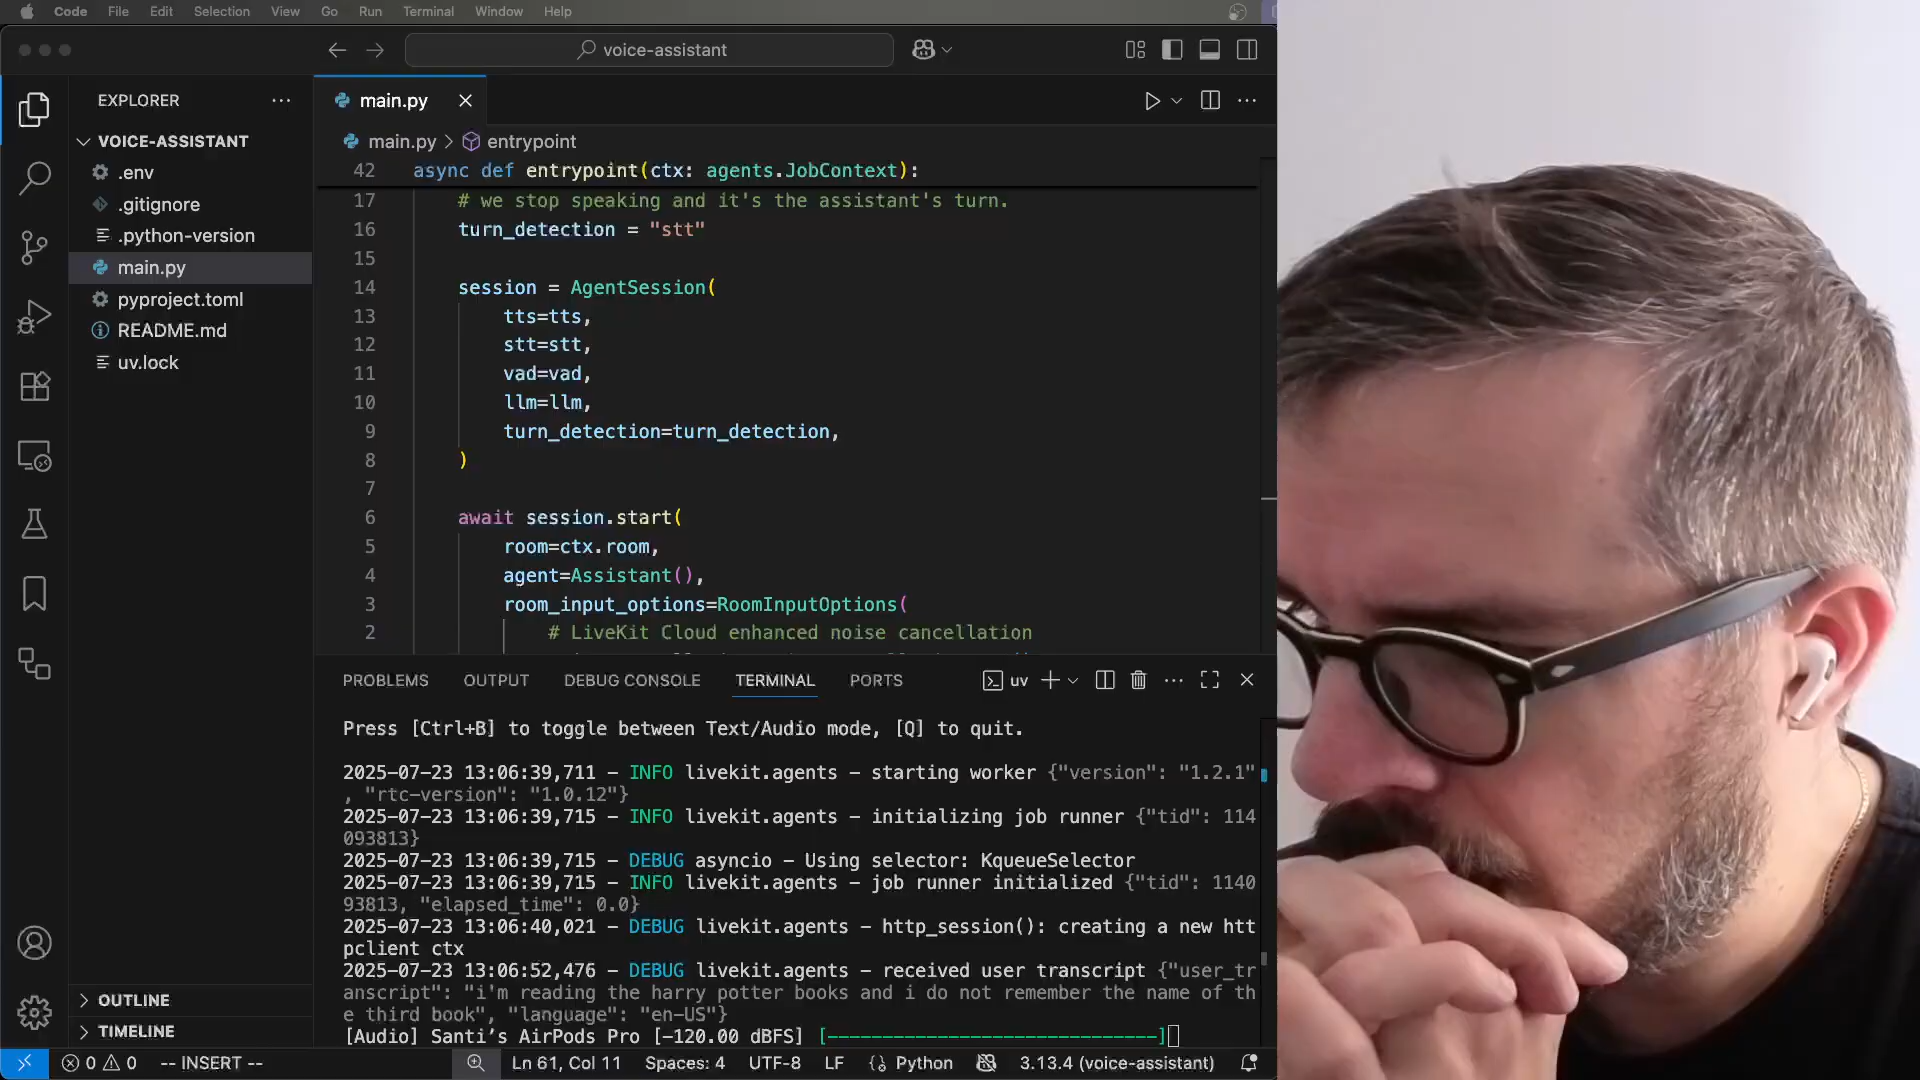 Code File Edit Selection View Go Run Terminal Window Help
voice-assistant
EXPLORER
VOICE-ASSISTANT
.env
.gitignore
.python-version
main.py
pyproject.toml
README.md
uv.lock
OUTLINE
TIMELINE
main.py
main.py > entrypoint
42 async def entrypoint(ctx: agents.JobContext):
17 # we stop speaking and it's the assistant's turn.
16 turn_detection = "stt"
15
14 session = AgentSession(
13 tts=tts,
12 stt=stt,
11 vad=vad,
10 llm=llm,
9 turn_detection=turn_detection,
8 )
7
6 await session.start(
5 room=ctx.room,
4 agent=Assistant(),
3 room_input_options=RoomInputOptions(
2 # LiveKit Cloud enhanced noise cancellation
PROBLEMS OUTPUT DEBUG CONSOLE TERMINAL PORTS uv
Press [Ctrl+B] to toggle between Text/Audio mode, [Q] to quit.
2025-07-23 13:06:39,711 - INFO livekit.agents - starting worker {"version": "1.2.1"
, "rtc-version": "1.0.12"}
2025-07-23 13:06:39,715 - INFO livekit.agents - initializing job runner {"tid": 114
093813}
2025-07-23 13:06:39,715 - DEBUG asyncio - Using selector: KqueueSelector
2025-07-23 13:06:39,715 - INFO livekit.agents - job runner initialized {"tid": 1140
93813, "elapsed_time": 0.0}
2025-07-23 13:06:40,021 - DEBUG livekit.agents - http_session(): creating a new htt
pclient ctx
2025-07-23 13:06:52,476 - DEBUG livekit.agents - received user transcript {"user_tr
anscript": "i'm reading the harry potter books and i do not remember the name of th
e third book", "language": "en-US"}
[Audio] Santi’s AirPods Pro [-120.00 dBFS] [------------------------------]
0 0 -- INSERT -- Ln 61, Col 11 Spaces: 4 UTF-8 LF {} Python 3.13.4 (voice-assistant)